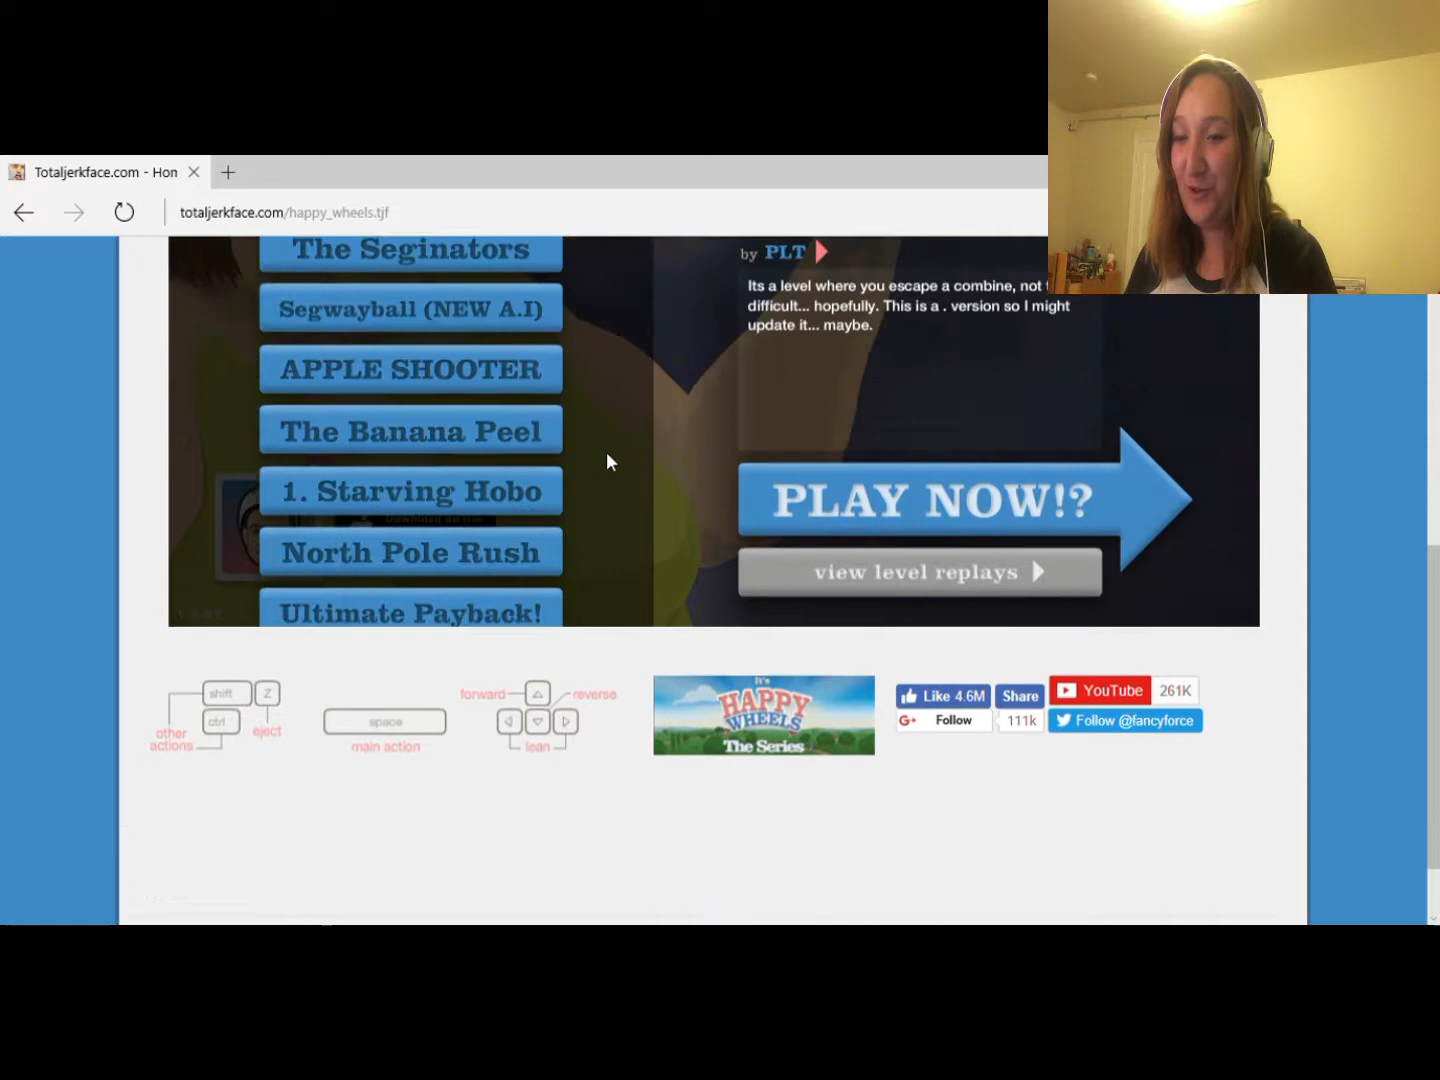 Totaljerkface.com - Hon
totaljerkface.com/happy_wheels.tjf
The Seginators
Segwayball (NEW A.I)
APPLE SHOOTER
The Banana Peel
1. Starving Hobo
North Pole Rush
Ultimate Payback!
by PLT
Its a level where you escape a combine, not
difficult... hopefully. This is a . version so I might
update it... maybe.
PLAY NOW!?
view level replays
shift Z
ctrl
other
actions
eject
space
main action
forward
reverse
lean
It's
HAPPY
WHEELS
The Series
Like 4.6M Share
G+ Follow 111k
YouTube 261K
Follow @fancyforce